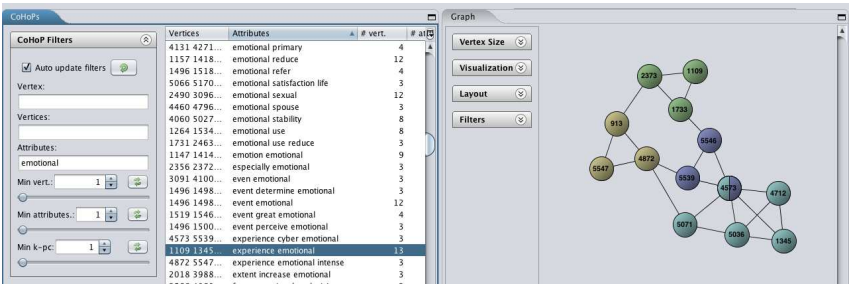 CoHoPs
CoHoP Filters
Auto update filters
Vertex:
Vertices:
Attributes:
emotional
Min vert.: 1
Min attributes.: 1
Min k-pc: 1
Vertices Attributes # vert.
4131 4271... emotional primary 4
1157 1418... emotional reduce 12
1496 1518... emotional refer 4
5066 5170... emotional satisfaction life 3
2490 3096... emotional sexual 12
4460 4796... emotional spouse 3
4060 5027... emotional stability 8
1264 1534... emotional use 8
1731 2463... emotional use reduce 3
1147 1414... emotion emotional 9
2356 2372... especially emotional 3
3091 4100... even emotional 3
1496 1498... event determine emotional 3
1496 1498... event emotional 12
1519 1546... event great emotional 4
1496 1500... event perceive emotional 3
4573 5539... experience cyber emotional 3
1109 1345... experience emotional 13
4872 5547... experience emotional intense 3
2018 3988... extent increase emotional 3
Graph
Vertex Size
Visualization
Layout
Filters
2373
1109
1733
913
5546
4872
5547
5539
4573
4712
5071
5036
1345